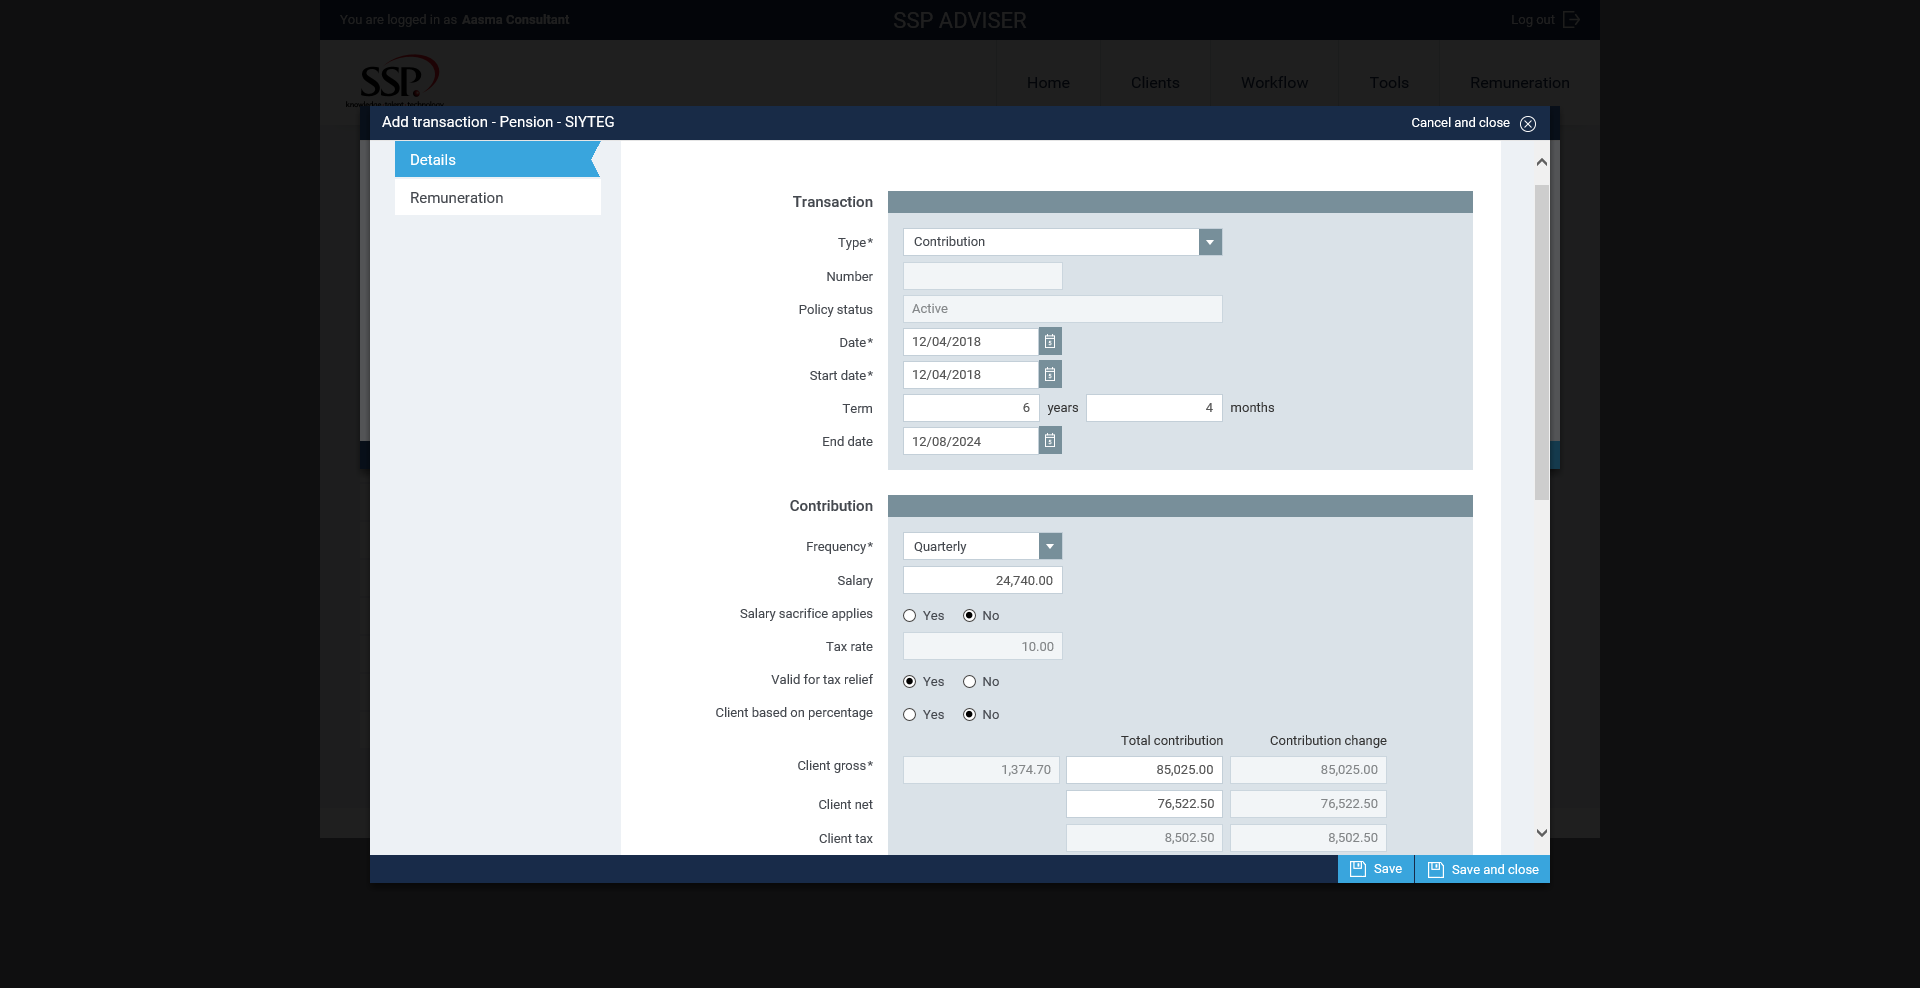 You are logged in as Aasma Consultant
SSP ADVISER
Log out
SSP
knowledge · talent · technology
Home
Clients
Workflow
Tools
Remuneration
Add transaction - Pension - SIYTEG
Cancel and close
Details
Remuneration
Transaction
Type*
Contribution
Number
Policy status
Active
Date*
12/04/2018
Start date*
12/04/2018
Term
6 years 4 months
End date
12/08/2024
Contribution
Frequency*
Quarterly
Salary
24,740.00
Salary sacrifice applies
Yes No
Tax rate
10.00
Valid for tax relief
Yes No
Client based on percentage
Yes No
Total contribution Contribution change
Client gross* 1,374.70 85,025.00 85,025.00
Client net 76,522.50 76,522.50
Client tax 8,502.50 8,502.50
Save
Save and close